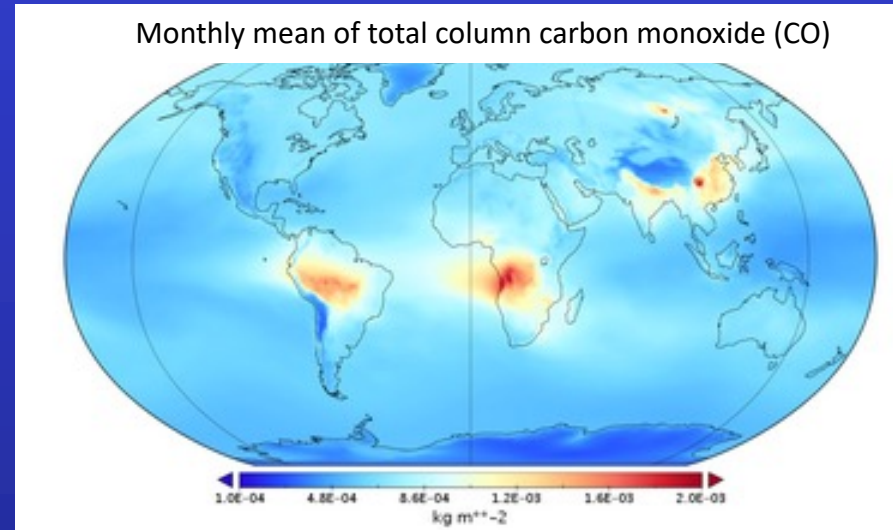 Monthly mean of total column carbon monoxide (CO)
1.0E-04 4.8E-04 8.6E-04 1.2E-03 1.6E-03 2.0E-03
kg m**-2